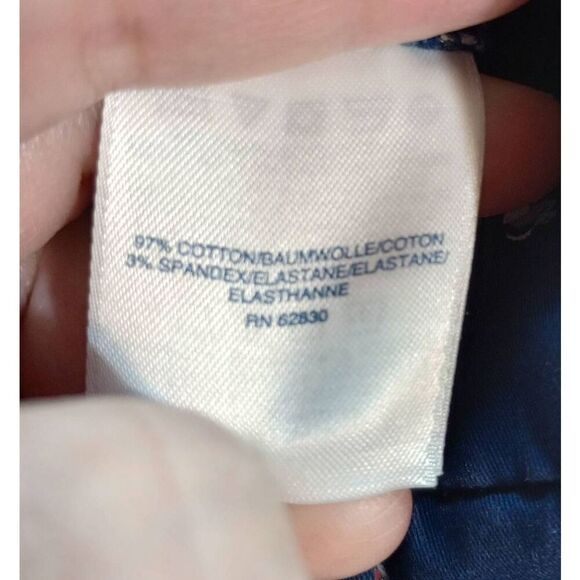 97% COTTON/BAUMWOLLE/COTON
3% SPANDEX/ELASTANE/ELASTANE/
ELASTHANNE
RN 62830